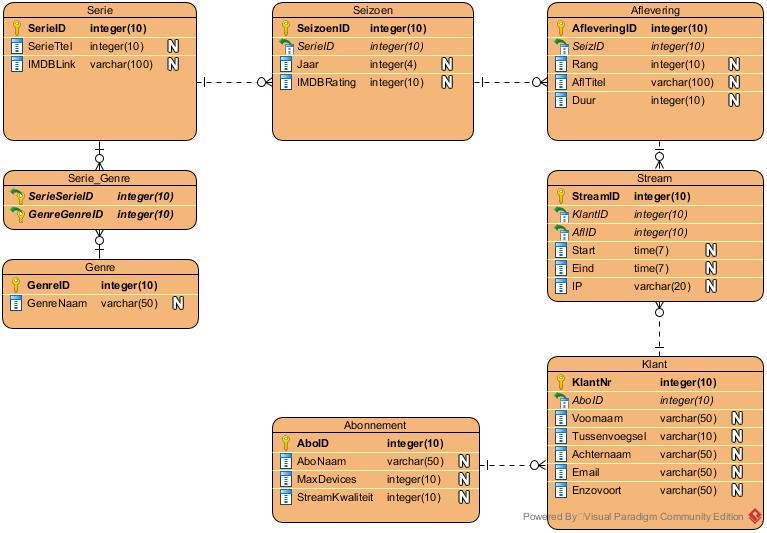 Serie
SerieID integer(10)
SerieTtel integer(10) N
IMDBLink varchar(100) N
Seizoen
SeizoenID integer(10)
SerieID integer(10)
Jaar integer(4) N
IMDBRating integer(10) N
Aflevering
AfleveringID integer(10)
SeizID integer(10)
Rang integer(10) N
AflTitel varchar(100) N
Duur integer(10) N
Serie_Genre
SerieSerieID integer(10)
GenreGenreID integer(10)
Genre
GenreID integer(10)
GenreNaam varchar(50) N
Stream
StreamID integer(10)
KlantID integer(10)
AflID integer(10)
Start time(7) N
Eind time(7) N
IP varchar(20) N
Abonnement
AboID integer(10)
AboNaam varchar(50) N
MaxDevices integer(10) N
StreamKwaliteit integer(10) N
Klant
KlantNr integer(10)
AboID integer(10)
Voornaam varchar(50) N
Tussenvoegsel varchar(10) N
Achternaam varchar(50) N
Email varchar(50) N
Enzovoort varchar(50) N
Powered By Visual Paradigm Community Edition